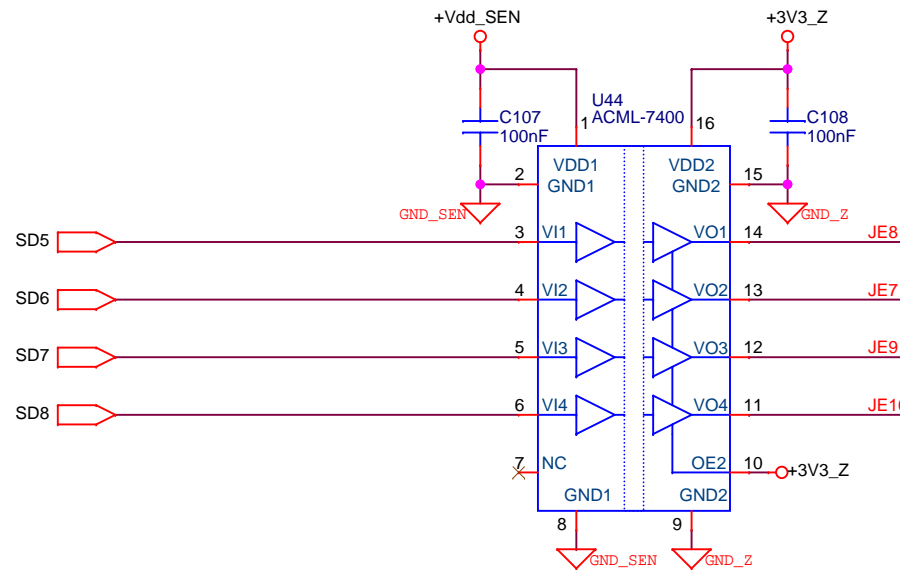 +Vdd_SEN
+3V3_Z
U44
ACML-7400
C107
100nF
1
16
C108
100nF
VDD1
VDD2
2
GND1
GND2
15
GND_SEN
GND_Z
SD5
3
VI1
VO1
14
JE8
SD6
4
VI2
VO2
13
JE7
SD7
5
VI3
VO3
12
JE9
SD8
6
VI4
VO4
11
7
NC
OE2
10
+3V3_Z
GND1
GND2
8
9
GND_SEN
GND_Z